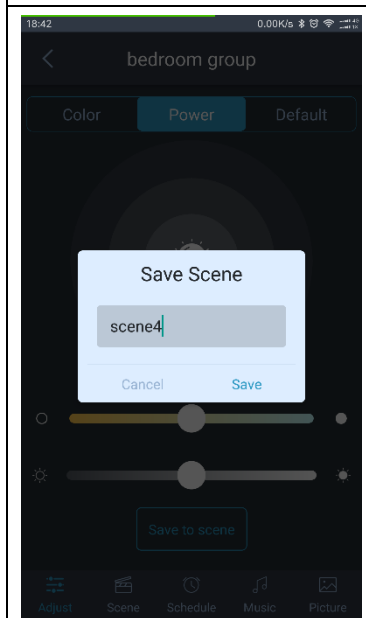 18:42 0.00K/s
bedroom group
Color Power Default
Save Scene
scene4
Cancel Save
Save to scene
Adjust Scene Schedule Music Picture